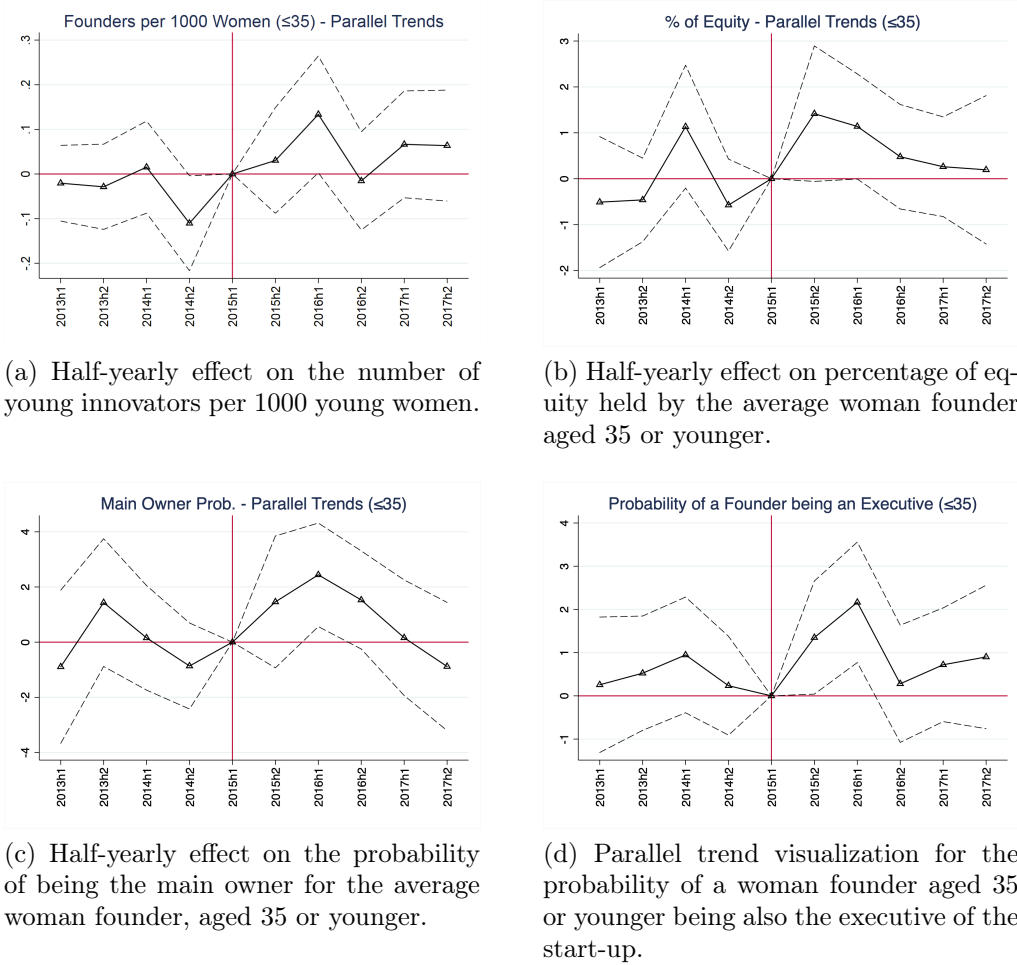 Founders per 1000 Women (≤35) - Parallel Trends
.3
.2
.1
0
-.1
-.2
2013h1
2013h2
2014h1
2014h2
2015h1
2015h2
2016h1
2016h2
2017h1
2017h2
(a) Half-yearly effect on the number of
young innovators per 1000 young women.
% of Equity - Parallel Trends (≤35)
3
2
1
0
-1
-2
2013h1
2013h2
2014h1
2014h2
2015h1
2015h2
2016h1
2016h2
2017h1
2017h2
(b) Half-yearly effect on percentage of eq-
uity held by the average woman founder
aged 35 or younger.
Main Owner Prob. - Parallel Trends (≤35)
4
2
0
-2
-4
2013h1
2013h2
2014h1
2014h2
2015h1
2015h2
2016h1
2016h2
2017h1
2017h2
(c) Half-yearly effect on the probability
of being the main owner for the average
woman founder, aged 35 or younger.
Probability of a Founder being an Executive (≤35)
4
3
2
1
0
-1
2013h1
2013h2
2014h1
2014h2
2015h1
2015h2
2016h1
2016h2
2017h1
2017h2
(d) Parallel trend visualization for the
probability of a woman founder aged 35
or younger being also the executive of the
start-up.